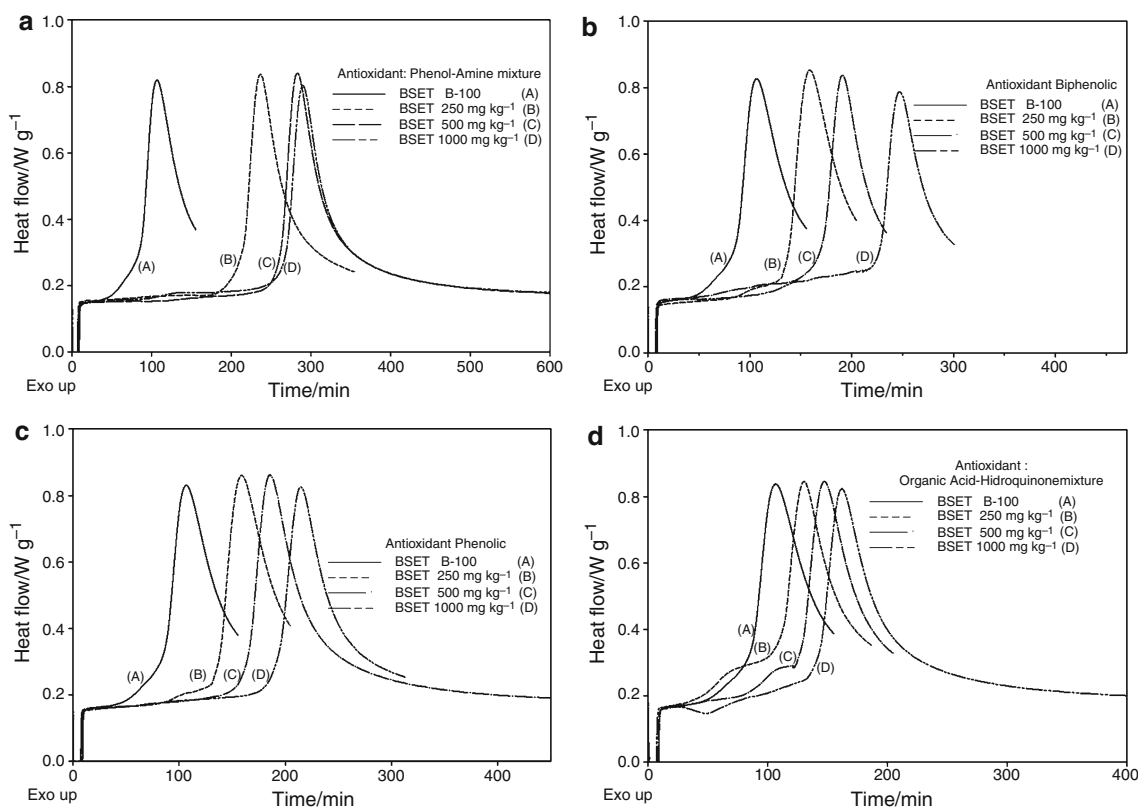 a
Antioxidant: Phenol-Amine mixture
BSET B-100 (A)
BSET 250 mg kg⁻¹ (B)
BSET 500 mg kg⁻¹ (C)
BSET 1000 mg kg⁻¹ (D)
1.0
0.8
0.6
0.4
0.2
0.0
Heat flow/W g⁻¹
(A)
(B)
(C)
(D)
0 100 200 300 400 500 600
Exo up
Time/min
b
Antioxidant Biphenolic
BSET B-100 (A)
BSET 250 mg kg⁻¹ (B)
BSET 500 mg kg⁻¹ (C)
BSET 1000 mg kg⁻¹ (D)
1.0
0.8
0.6
0.4
0.2
0.0
Heat flow/W g⁻¹
(A)
(B)
(C)
(D)
0 100 200 300 400
Exo up
Time/min
c
Antioxidant Phenolic
BSET B-100 (A)
BSET 250 mg kg⁻¹ (B)
BSET 500 mg kg⁻¹ (C)
BSET 1000 mg kg⁻¹ (D)
1.0
0.8
0.6
0.4
0.2
0.0
Heat flow/W g⁻¹
(A)
(B)
(C)
(D)
0 100 200 300 400
Exo up
Time/min
d
Antioxidant :
Organic Acid-Hidroquinonemixture
BSET B-100 (A)
BSET 250 mg kg⁻¹ (B)
BSET 500 mg kg⁻¹ (C)
BSET 1000 mg kg⁻¹ (D)
1.0
0.8
0.6
0.4
0.2
0.0
Heat flow/W g⁻¹
(A)
(B)
(C)
(D)
0 100 200 300 400
Exo up
Time/min